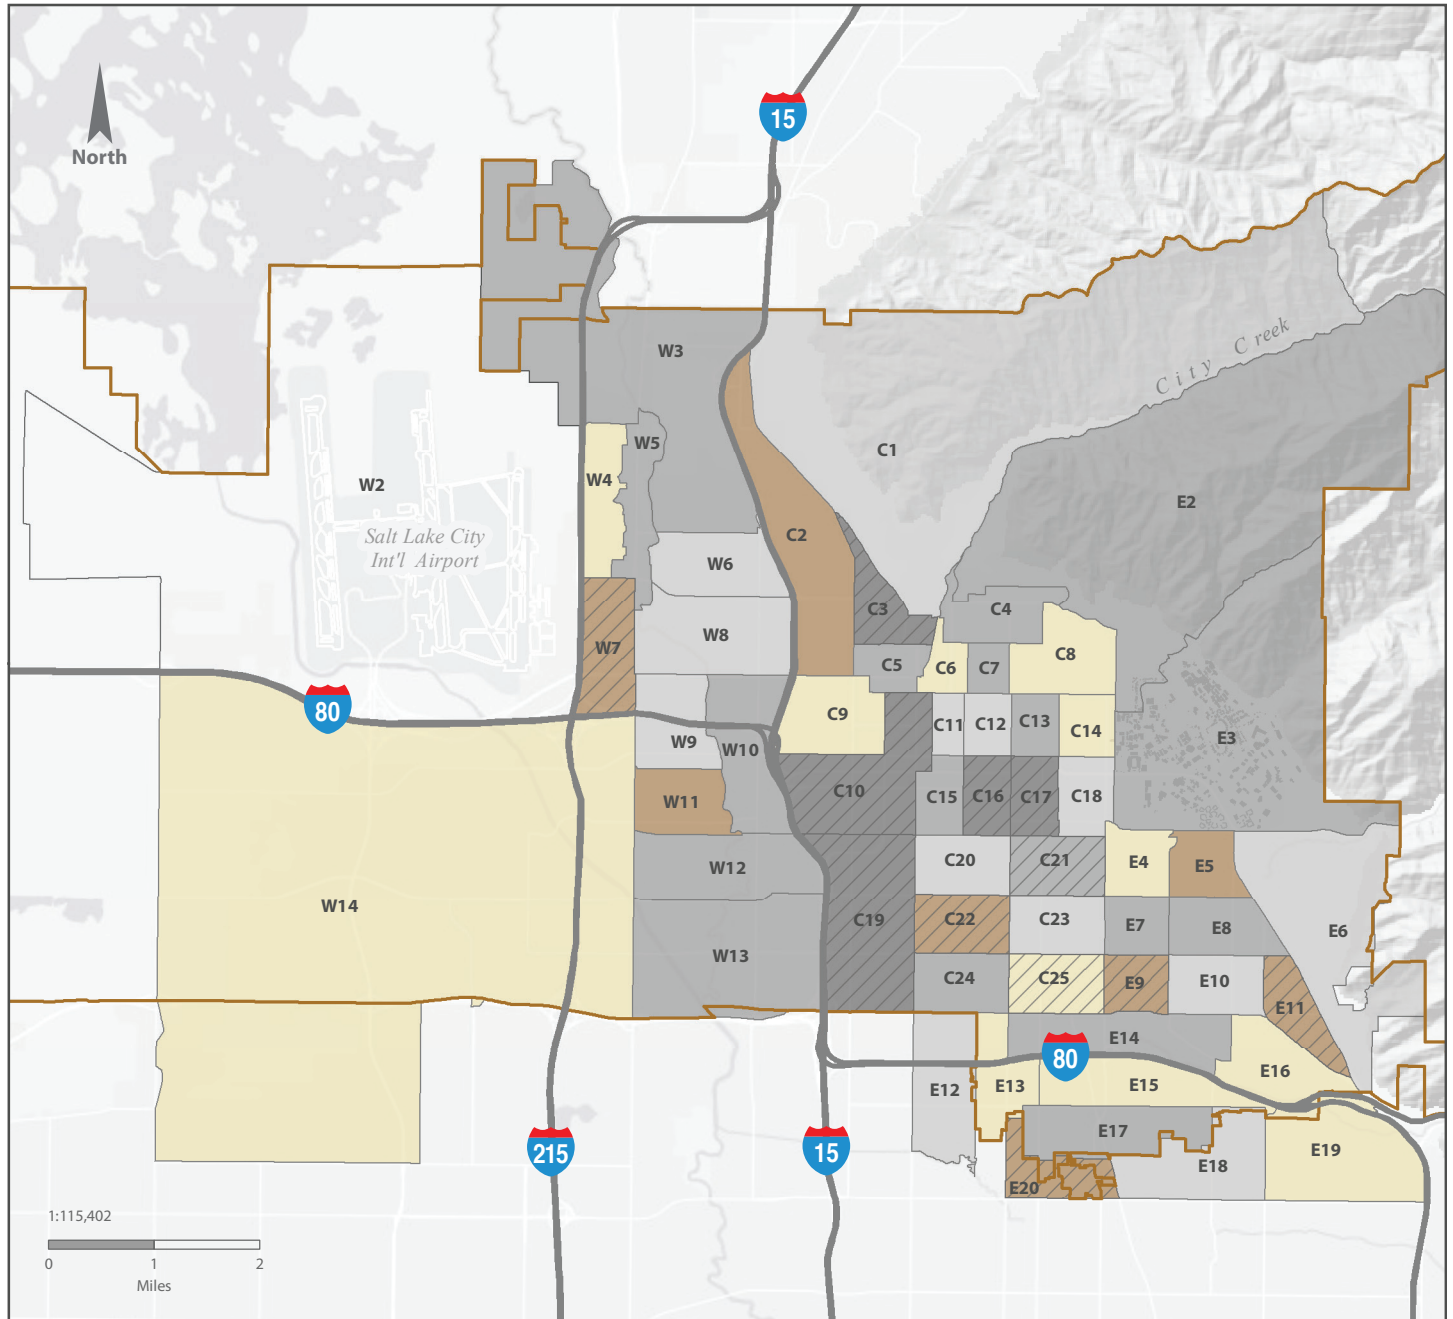 15
North
City Creek
W3
C1
W5
W4
W2
E2
Salt Lake City
Int'l Airport
C2
W6
C3
C4
W7
W8
C5
C6
C7
C8
80
C9
W9
W10
C11
C12
C13
C14
E3
W11
C10
C15
C16
C17
C18
W12
C20
C21
E4
E5
W14
C19
C22
C23
E7
E8
E6
W13
C24
C25
E9
E10
E11
E14
80
E12
E13
E15
E16
215
15
E17
E18
E19
E20
1:115,402
0 1 2
Miles